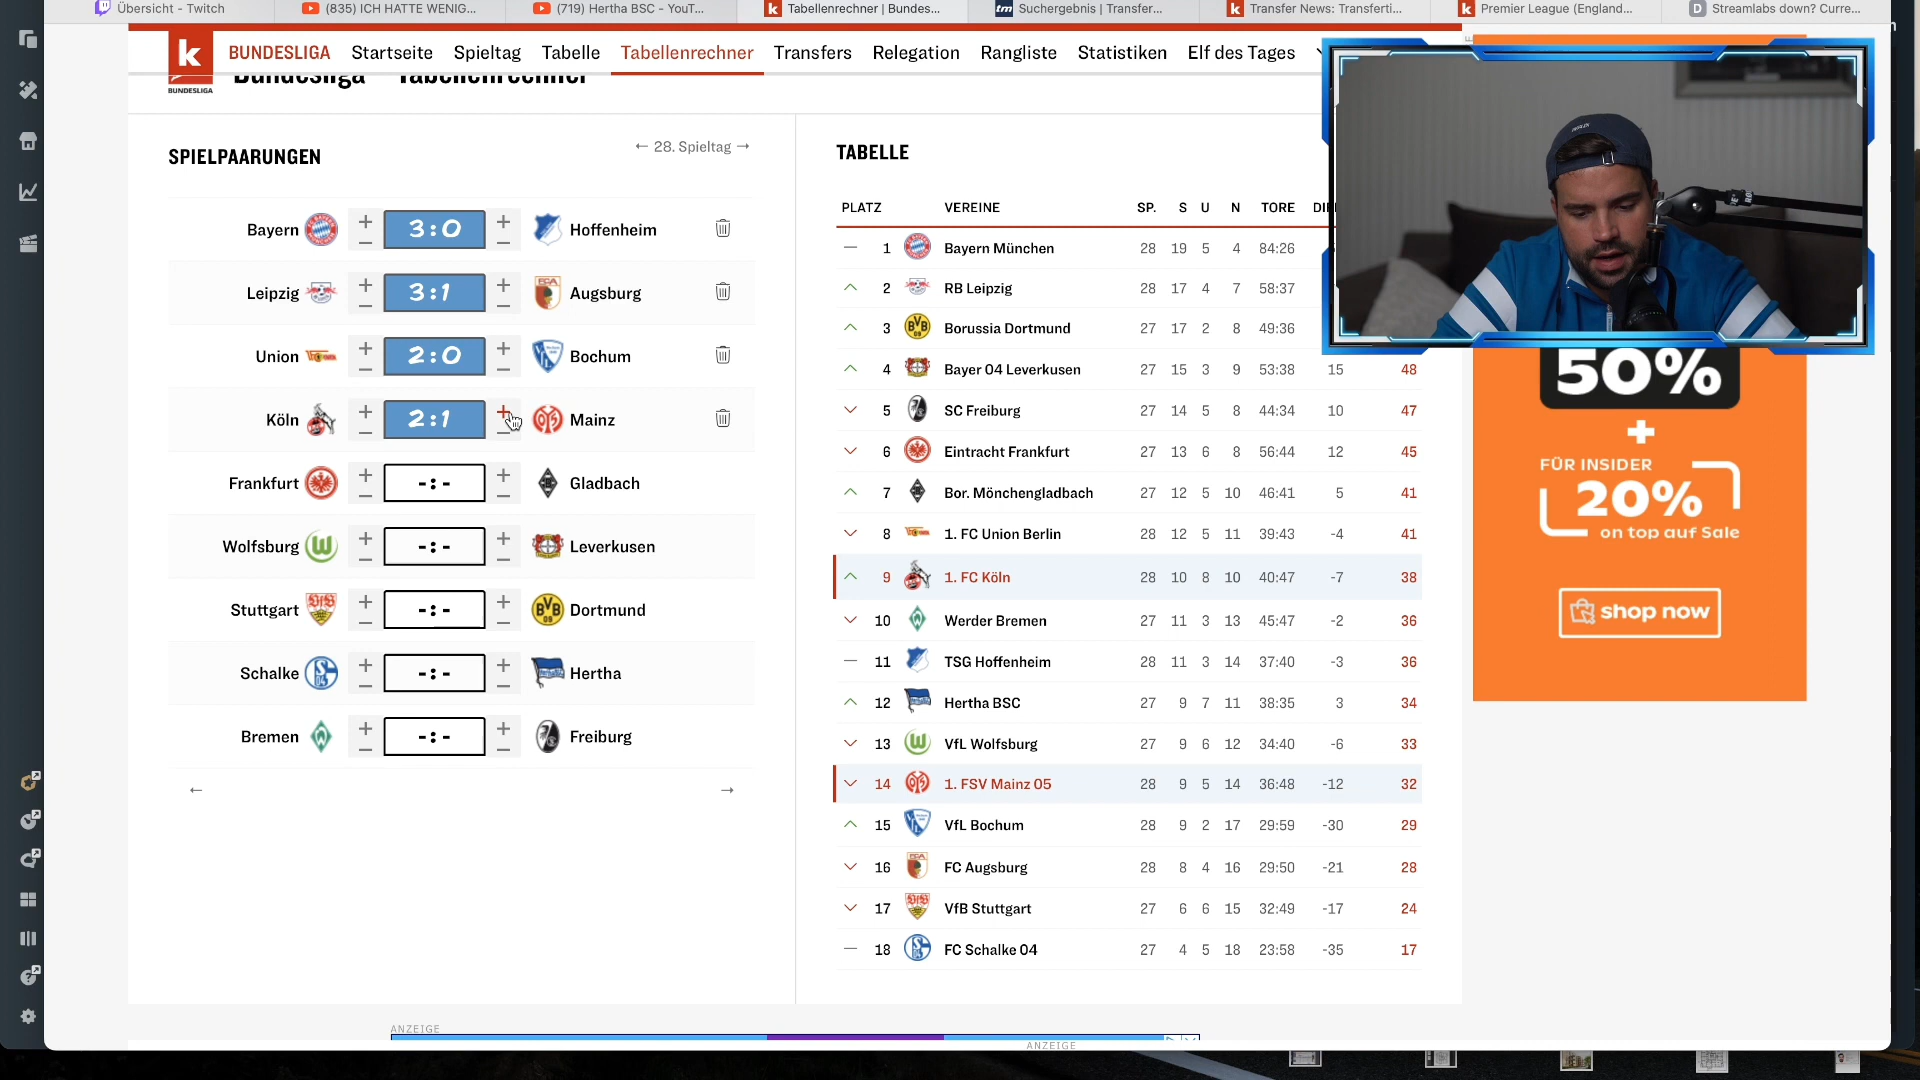 Übersicht - Twitch
(835) ICH HATTE WENIG...
(719) Hertha BSC - YouT...
Tabellenrechner | Bundes...
Suchergebnis | Transfer...
Transfer News: Transferti...
Premier League (England...
Streamlabs down? Curre...
BUNDESLIGA
BUNDESLIGA Startseite Spieltag Tabelle Tabellenrechner Transfers Relegation Rangliste Statistiken Elf des Tages
Bundesliga - Tabellenrechner
SPIELPAARUNGEN
← 28. Spieltag →
Bayern + − 3:0 + − Hoffenheim
Leipzig + − 3:1 + − Augsburg
Union + − 2:0 + − Bochum
Köln + − 2:1 + − Mainz
Frankfurt + − -:- + − Gladbach
Wolfsburg + − -:- + − Leverkusen
Stuttgart + − -:- + − Dortmund
Schalke + − -:- + − Hertha
Bremen + − -:- + − Freiburg
← →
TABELLE
PLATZ VEREINE SP. S U N TORE
1 Bayern München 28 19 5 4 84:26
2 RB Leipzig 28 17 4 7 58:37
3 Borussia Dortmund 27 17 2 8 49:36
4 Bayer 04 Leverkusen 27 15 3 9 53:38 15 48
5 SC Freiburg 27 14 5 8 44:34 10 47
6 Eintracht Frankfurt 27 13 6 8 56:44 12 45
7 Bor. Mönchengladbach 27 12 5 10 46:41 5 41
8 1. FC Union Berlin 28 12 5 11 39:43 -4 41
9 1. FC Köln 28 10 8 10 40:47 -7 38
10 Werder Bremen 27 11 3 13 45:47 -2 36
11 TSG Hoffenheim 28 11 3 14 37:40 -3 36
12 Hertha BSC 27 9 7 11 38:35 3 34
13 VfL Wolfsburg 27 9 6 12 34:40 -6 33
14 1. FSV Mainz 05 28 9 5 14 36:48 -12 32
15 VfL Bochum 28 9 2 17 29:59 -30 29
16 FC Augsburg 28 8 4 16 29:50 -21 28
17 VfB Stuttgart 27 6 6 15 32:49 -17 24
18 FC Schalke 04 27 4 5 18 23:58 -35 17
50%
+
FÜR INSIDER
20%
on top auf Sale
shop now
ANZEIGE
ANZEIGE